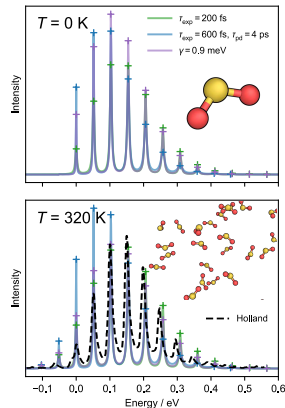 T = 0 K
τexp = 200 fs
τexp = 600 fs, τpd = 4 ps
γ = 0.9 meV
Intensity
T = 320 K
Holland
Intensity
−0.1 0.0 0.1 0.2 0.3 0.4 0.5 0.6
Energy / eV